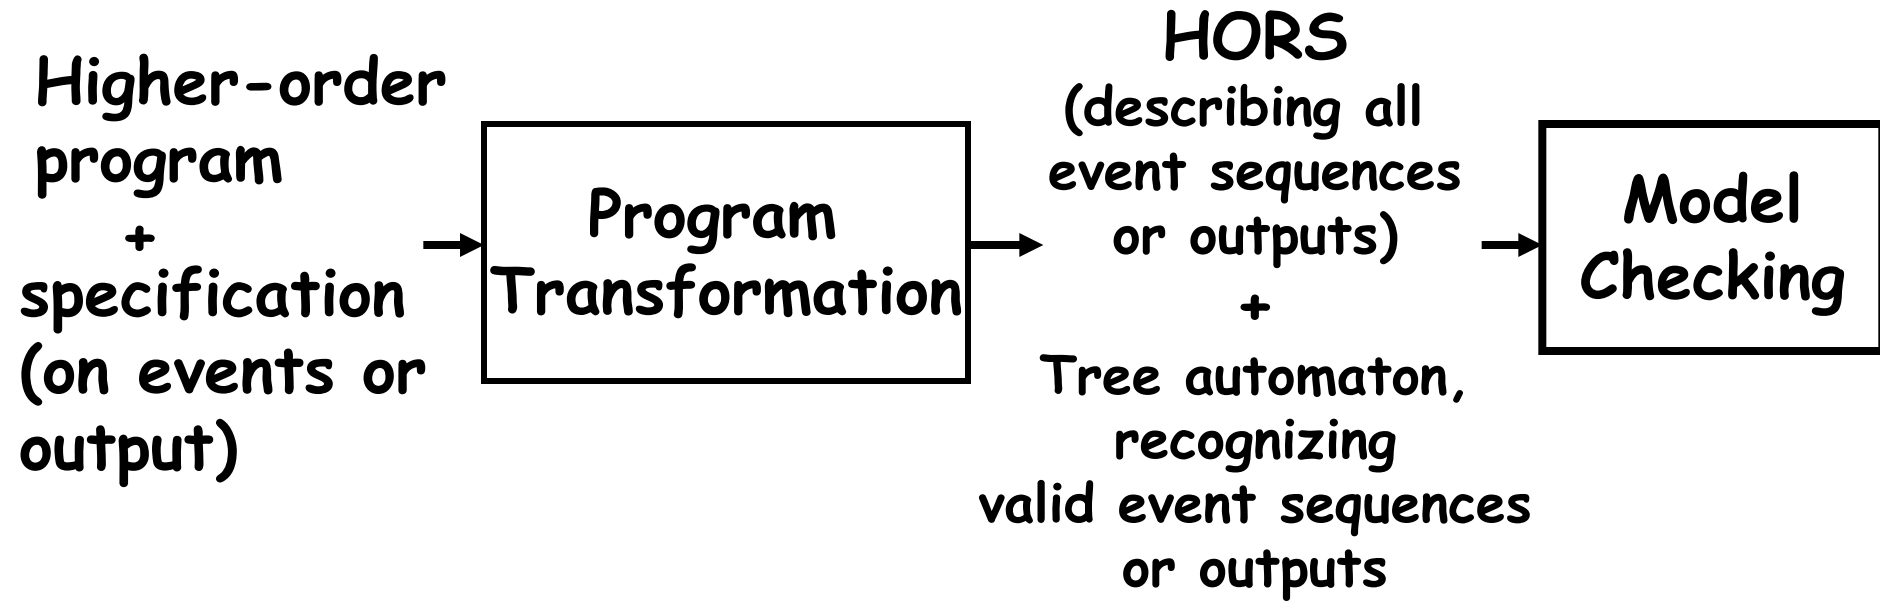 Higher-order
program
+
specification
(on events or
output)
Program
Transformation
HORS
(describing all
event sequences
or outputs)
+
Tree automaton,
recognizing
valid event sequences
or outputs
Model
Checking